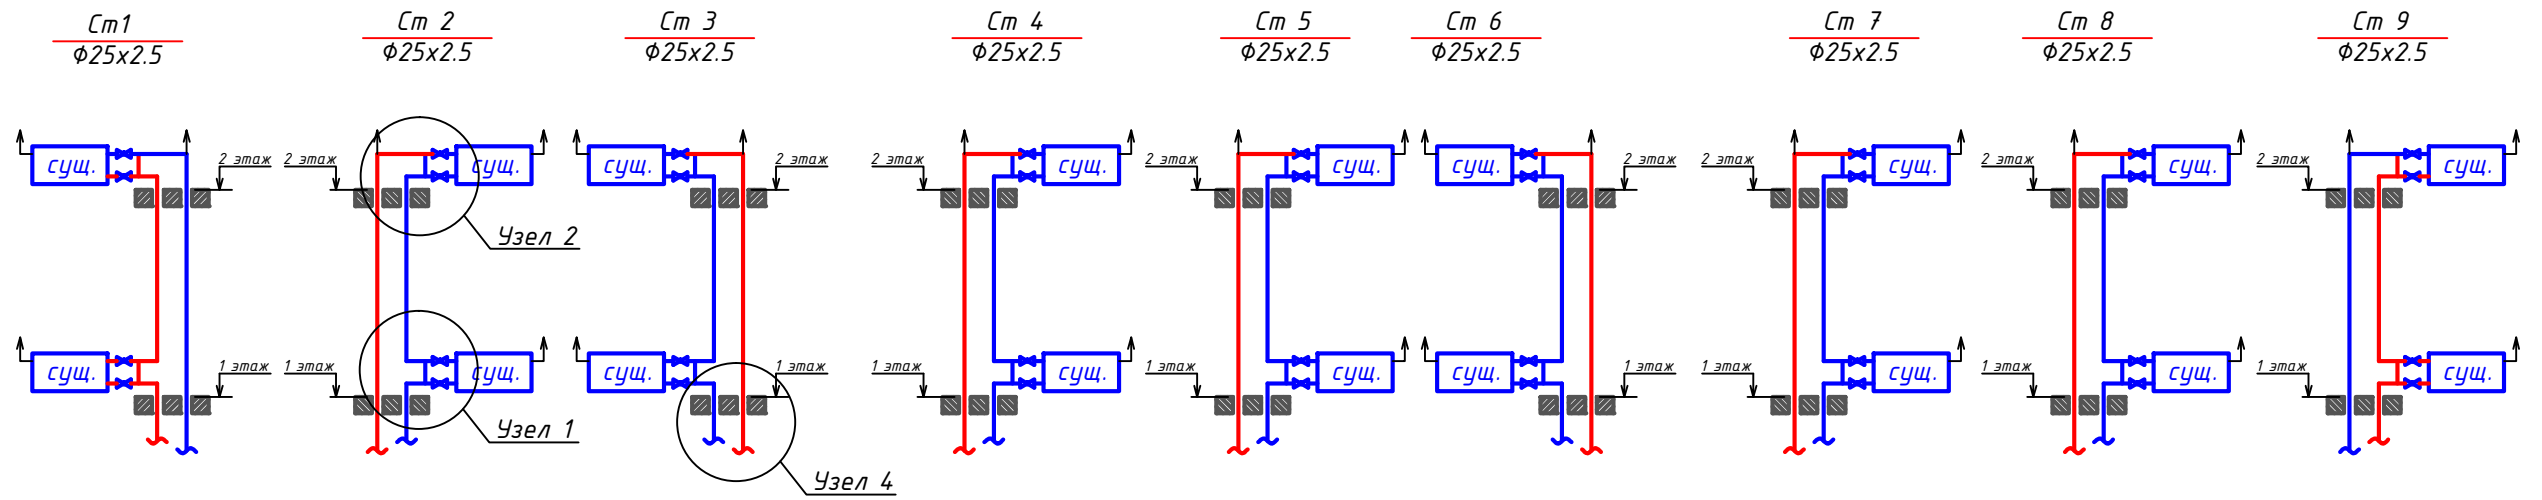 Ст1
Ст 2
Ст 3
Ст 4
Ст 5
Ст 6
Ст 7
Ст 8
Ст 9
Ф25х2.5
Ф25х2.5
Ф25х2.5
Ф25х2.5
Ф25х2.5
Ф25х2.5
Ф25х2.5
Ф25х2.5
Ф25х2.5
сущ.
2 этаж
2 этаж
сущ.
сущ.
2 этаж
2 этаж
сущ.
2 этаж
сущ.
сущ.
2 этаж
2 этаж
сущ.
2 этаж
сущ.
2 этаж
сущ.
Узел 2
сущ.
1 этаж
1 этаж
сущ.
сущ.
1 этаж
1 этаж
сущ.
1 этаж
сущ.
сущ.
1 этаж
1 этаж
сущ.
1 этаж
сущ.
1 этаж
сущ.
Узел 1
Узел 4